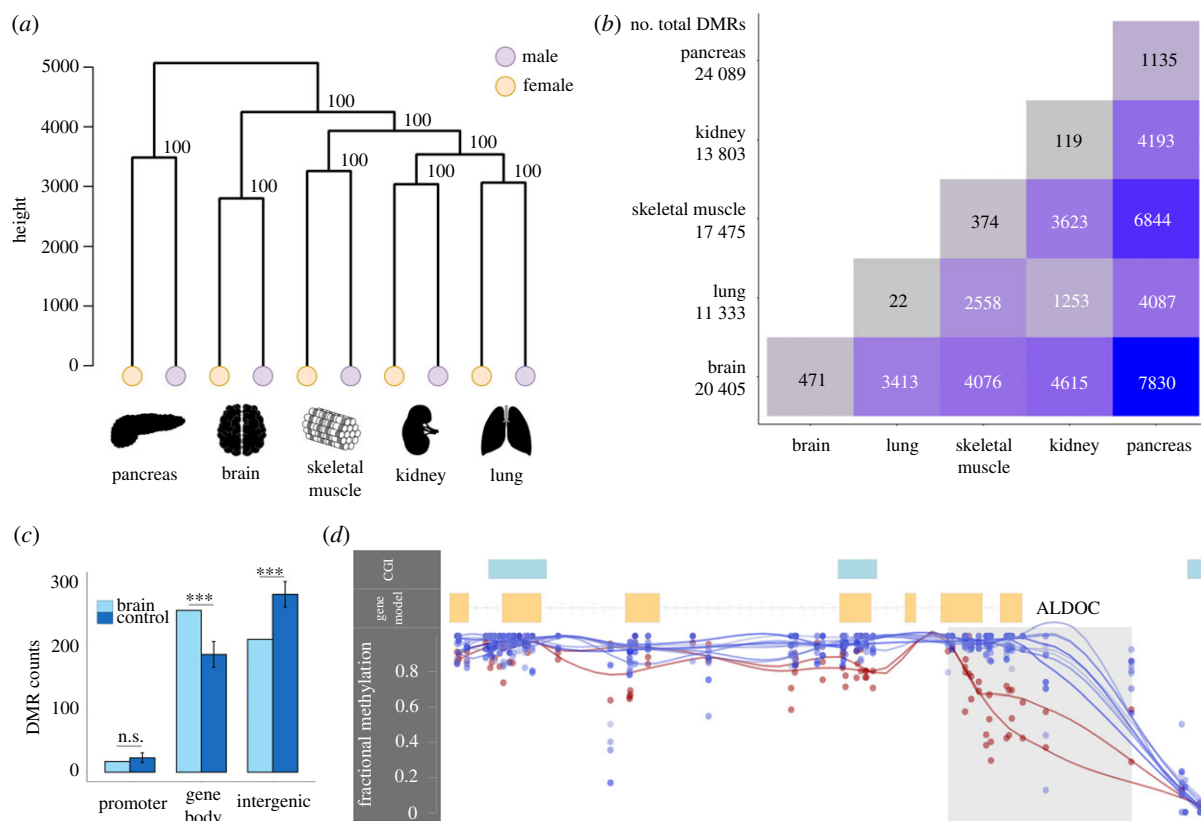 (a)
male
female
5000
4000
3000
2000
1000
0
height
100
100
100
100
100
100
100
100
pancreas
brain
skeletal
muscle
kidney
lung
(b)
no. total DMRs
pancreas
24 089
1135
kidney
13 803
119
4193
skeletal muscle
17 475
374
3623
6844
lung
11 333
22
2558
1253
4087
brain
20 405
471
3413
4076
4615
7830
brain
lung
skeletal
muscle
kidney
pancreas
(c)
300
200
100
0
DMR counts
brain
control
n.s.
***
***
promoter
gene
body
intergenic
(d)
CGI
gene
model
ALDOC
fractional methylation
0.8
0.6
0.4
0.2
0